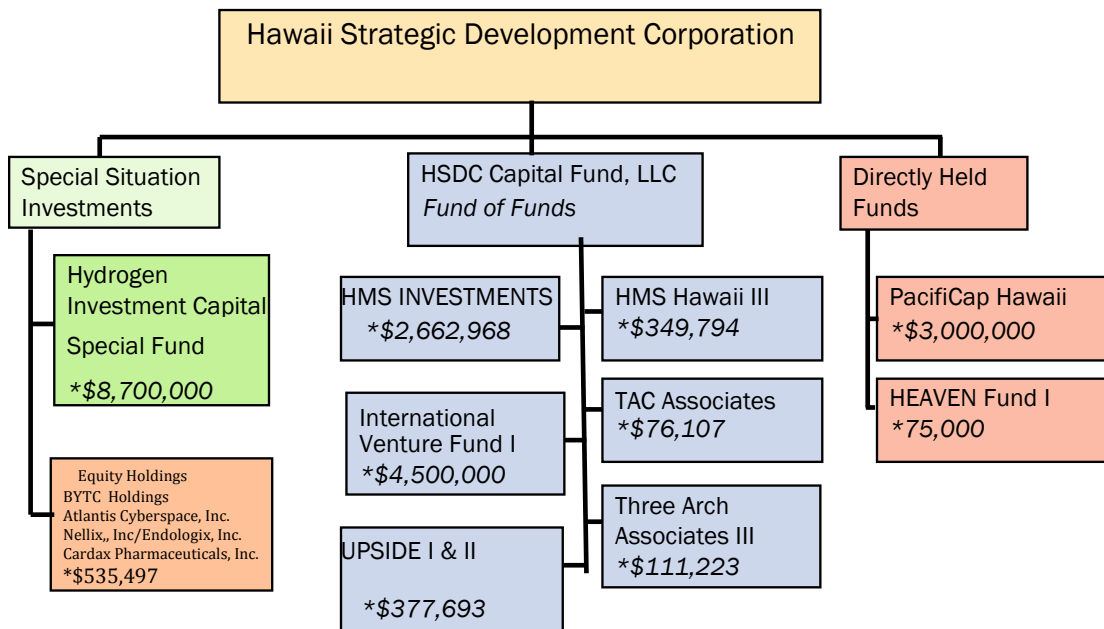 Hawaii Strategic Development Corporation
Special Situation
Investments
HSDC Capital Fund, LLC
Fund of Funds
Directly Held
Funds
Hydrogen
Investment Capital
Special Fund
*$8,700,000
Equity Holdings
BYTC Holdings
Atlantis Cyberspace, Inc.
Nellix,, Inc/Endologix, Inc.
Cardax Pharmaceuticals, Inc.
*$535,497
HMS INVESTMENTS
*$2,662,968
International
Venture Fund I
*$4,500,000
UPSIDE I & II
*$377,693
HMS Hawaii III
*$349,794
TAC Associates
*$76,107
Three Arch
Associates III
*$111,223
PacifiCap Hawaii
*$3,000,000
HEAVEN Fund I
*75,000